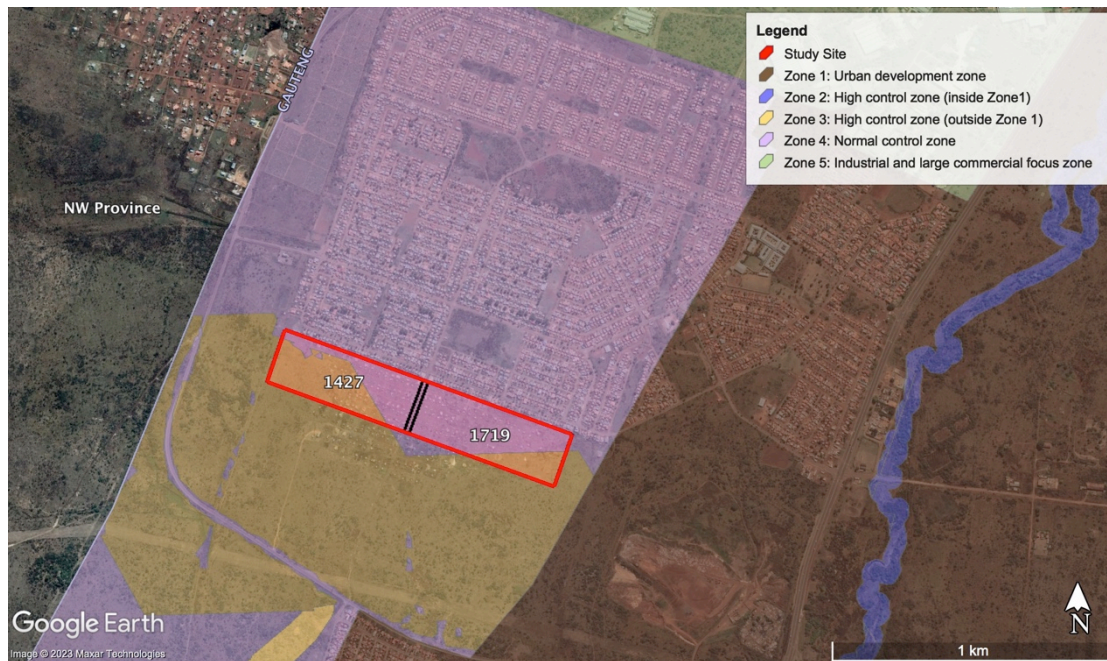 Legend
Study Site
Zone 1: Urban development zone
Zone 2: High control zone (inside Zone1)
Zone 3: High control zone (outside Zone 1)
Zone 4: Normal control zone
Zone 5: Industrial and large commercial focus zone
GAUTENG
NW Province
1427
1719
Google Earth
Image © 2023 Maxar Technologies
N
1 km